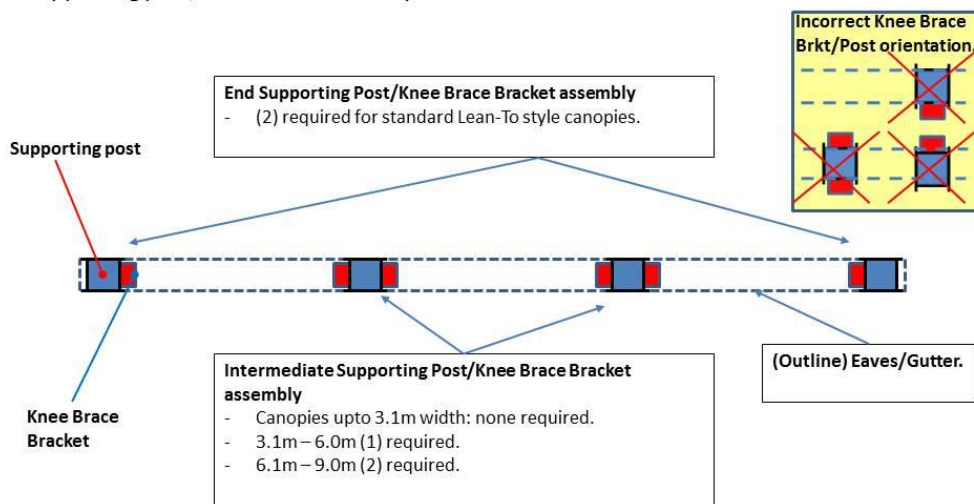 Incorrect Knee Brace
Brkt/Post orientation.
End Supporting Post/Knee Brace Bracket assembly
- (2) required for standard Lean-To style canopies.
Supporting post
Intermediate Supporting Post/Knee Brace Bracket
assembly
- Canopies upto 3.1m width: none required.
- 3.1m – 6.0m (1) required.
- 6.1m – 9.0m (2) required.
(Outline) Eaves/Gutter.
Knee Brace
Bracket